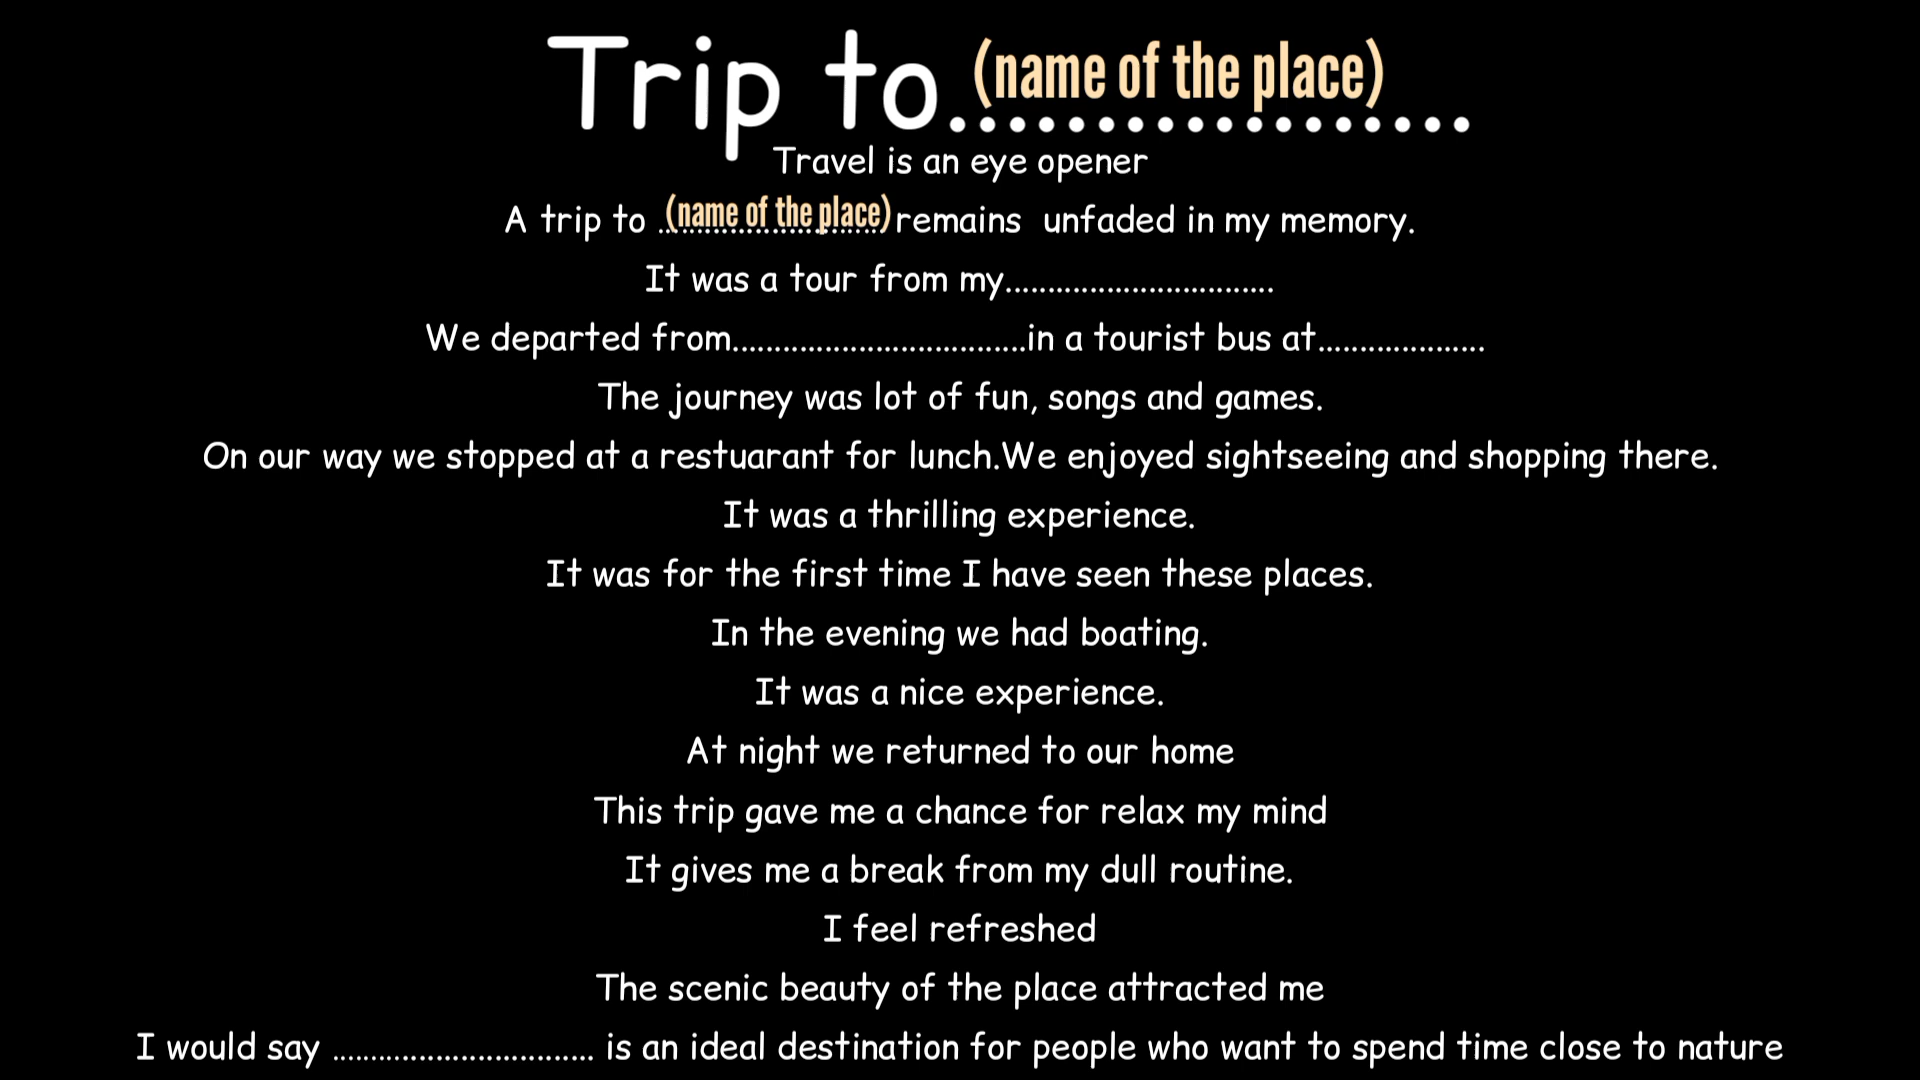 Trip to..................
(name of the place)
Travel is an eye opener
A trip to (name of the place) remains unfaded in my memory.
It was a tour from my................................
We departed from...................................in a tourist bus at....................
The journey was lot of fun, songs and games.
On our way we stopped at a restuarant for lunch.We enjoyed sightseeing and shopping there.
It was a thrilling experience.
It was for the first time I have seen these places.
In the evening we had boating.
It was a nice experience.
At night we returned to our home
This trip gave me a chance for relax my mind
It gives me a break from my dull routine.
I feel refreshed
The scenic beauty of the place attracted me
I would say ............................... is an ideal destination for people who want to spend time close to nature